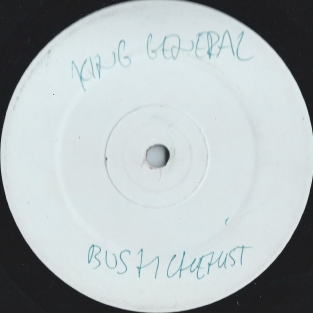 KING GENERAL
BUSH CHEMIST